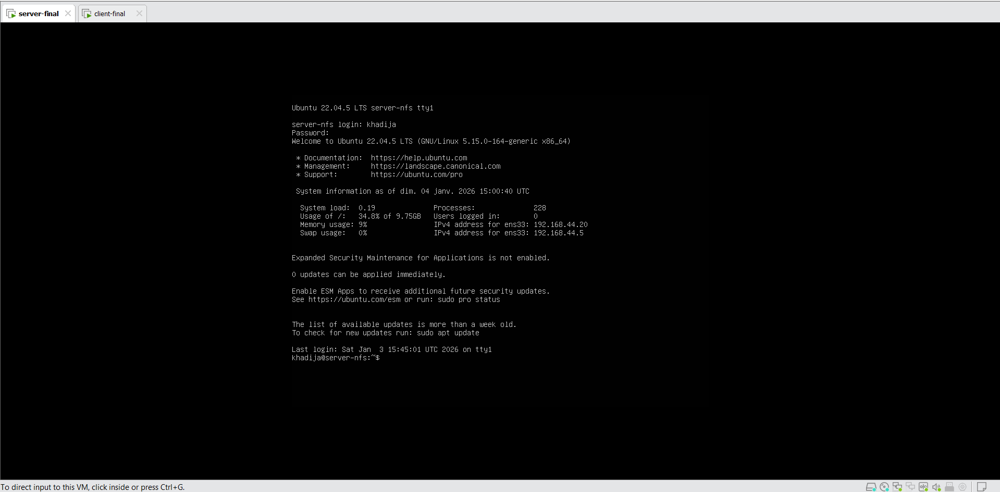 server-final client-final
Ubuntu 22.04.5 LTS server-nfs tty1
server-nfs login: khadija
Password:
Welcome to Ubuntu 22.04.5 LTS (GNU/Linux 5.15.0-164-generic x86_64)
* Documentation: https://help.ubuntu.com
* Management: https://landscape.canonical.com
* Support: https://ubuntu.com/pro
System information as of dim. 04 janv. 2026 15:00:40 UTC
System load: 0.19 Processes: 228
Usage of /: 34.8% of 9.75GB Users logged in: 0
Memory usage: 9% IPv4 address for ens33: 192.168.44.20
Swap usage: 0% IPv4 address for ens33: 192.168.44.5
Expanded Security Maintenance for Applications is not enabled.
0 updates can be applied immediately.
Enable ESM Apps to receive additional future security updates.
See https://ubuntu.com/esm or run: sudo pro status
The list of available updates is more than a week old.
To check for new updates run: sudo apt update
Last login: Sat Jan  3 15:45:01 UTC 2026 on tty1
khadija@server-nfs:~$
To direct input to this VM, click inside or press Ctrl+G.